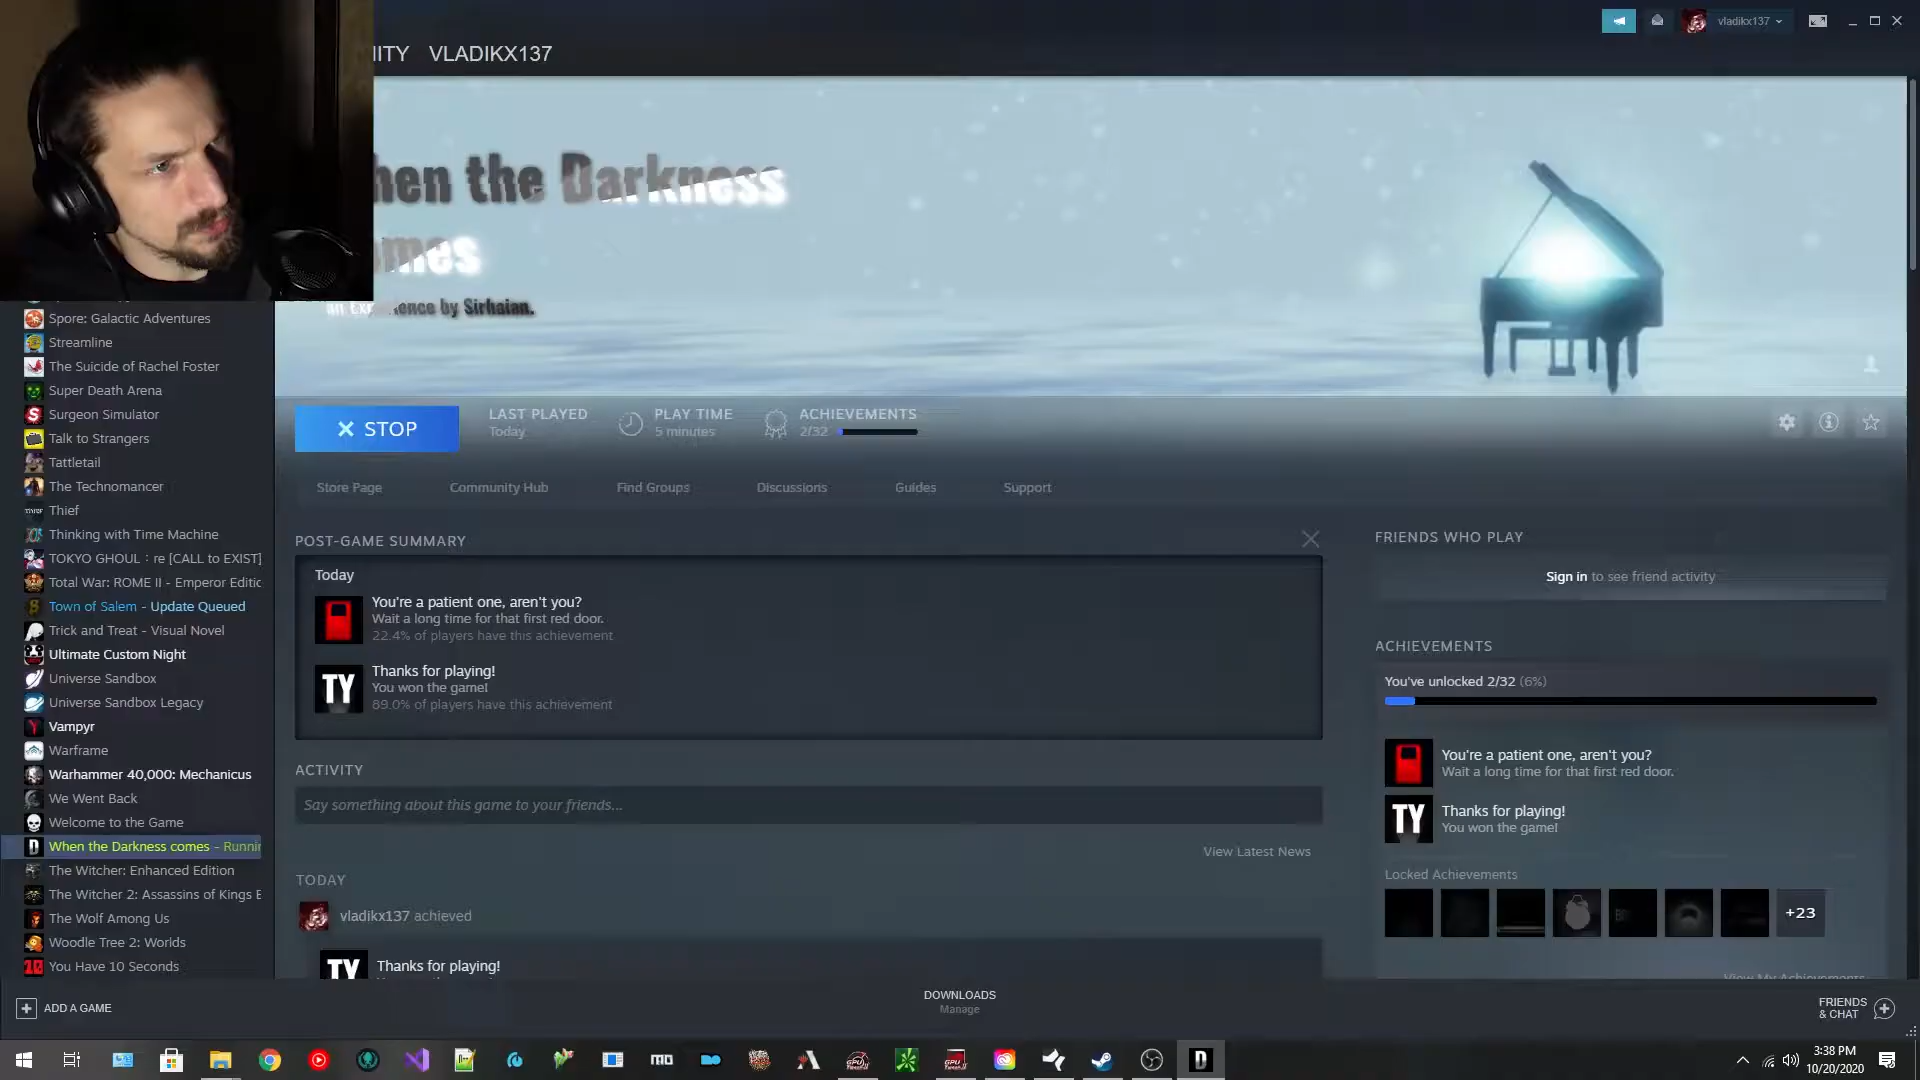 vladikx137
ITY VLADIKX137
hen the Darkness
mes
an Experience by Sirhaian.
STOP
LAST PLAYED
Today
PLAY TIME
5 minutes
ACHIEVEMENTS
2/32
Store Page
Community Hub
Find Groups
Discussions
Guides
Support
POST-GAME SUMMARY
Today
You're a patient one, aren't you?
Wait a long time for that first red door.
22.4% of players have this achievement
TY
Thanks for playing!
You won the game!
89.0% of players have this achievement
ACTIVITY
Say something about this game to your friends...
View Latest News
TODAY
vladikx137 achieved
TY
Thanks for playing!
FRIENDS WHO PLAY
Sign in to see friend activity
ACHIEVEMENTS
You've unlocked 2/32 (6%)
You're a patient one, aren't you?
Wait a long time for that first red door.
TY
Thanks for playing!
You won the game!
Locked Achievements
+23
View My Achievements
Spore: Galactic Adventures
Streamline
The Suicide of Rachel Foster
Super Death Arena
Surgeon Simulator
Talk to Strangers
Tattletail
The Technomancer
Thief
Thinking with Time Machine
TOKYO GHOUL：re [CALL to EXIST]
Total War: ROME II - Emperor Editic
Town of Salem - Update Queued
Trick and Treat - Visual Novel
Ultimate Custom Night
Universe Sandbox
Universe Sandbox Legacy
Vampyr
Warframe
Warhammer 40,000: Mechanicus
We Went Back
Welcome to the Game
When the Darkness comes - Runnin
The Witcher: Enhanced Edition
The Witcher 2: Assassins of Kings E
The Wolf Among Us
Woodle Tree 2: Worlds
You Have 10 Seconds
ADD A GAME
DOWNLOADS
Manage
FRIENDS
& CHAT
3:38 PM
10/20/2020